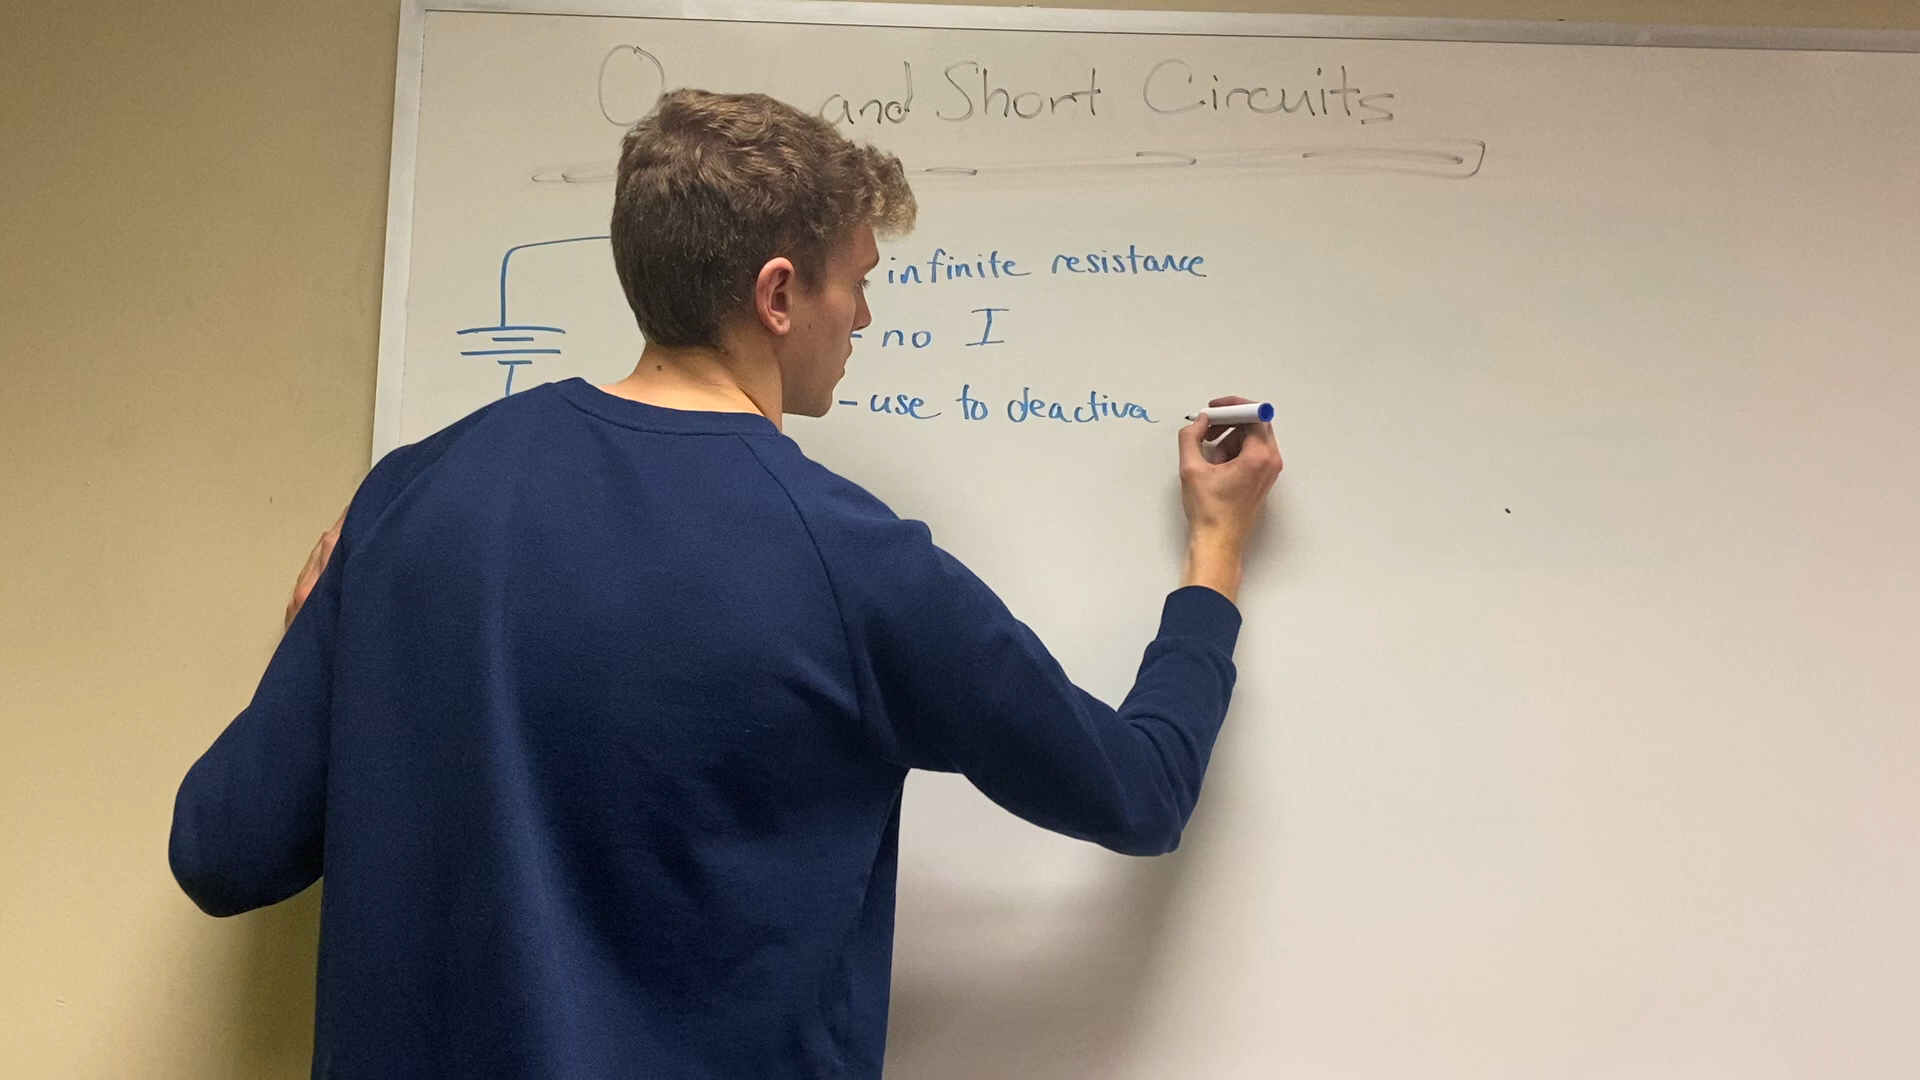 and Short Circuits
infinite resistance
- no I
- use to deactiva